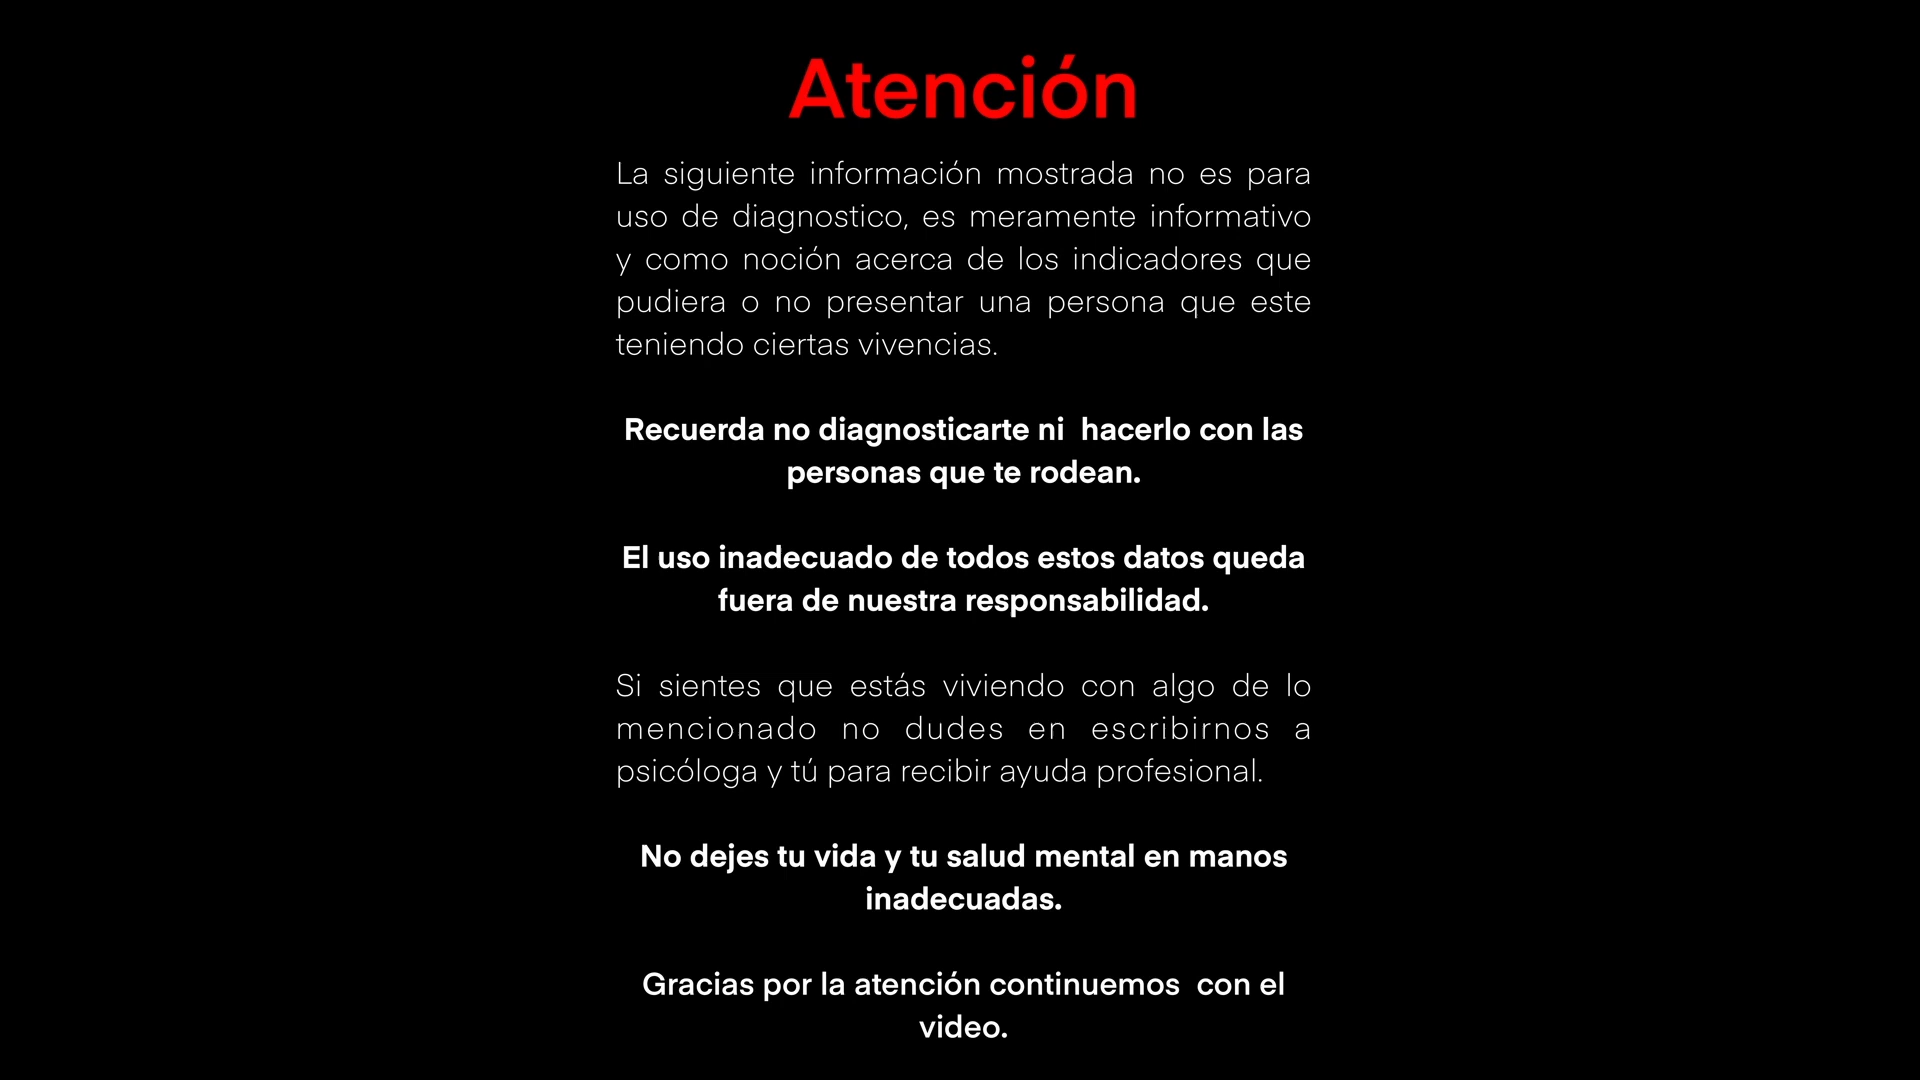 Atención
La siguiente información mostrada no es para
uso de diagnostico, es meramente informativo
y como noción acerca de los indicadores que
pudiera o no presentar una persona que este
teniendo ciertas vivencias.
Recuerda no diagnosticarte ni  hacerlo con las
personas que te rodean.
El uso inadecuado de todos estos datos queda
fuera de nuestra responsabilidad.
Si sientes que estás viviendo con algo de lo
mencionado no dudes en escribirnos a
psicóloga y tú para recibir ayuda profesional.
No dejes tu vida y tu salud mental en manos
inadecuadas.
Gracias por la atención continuemos  con el
video.